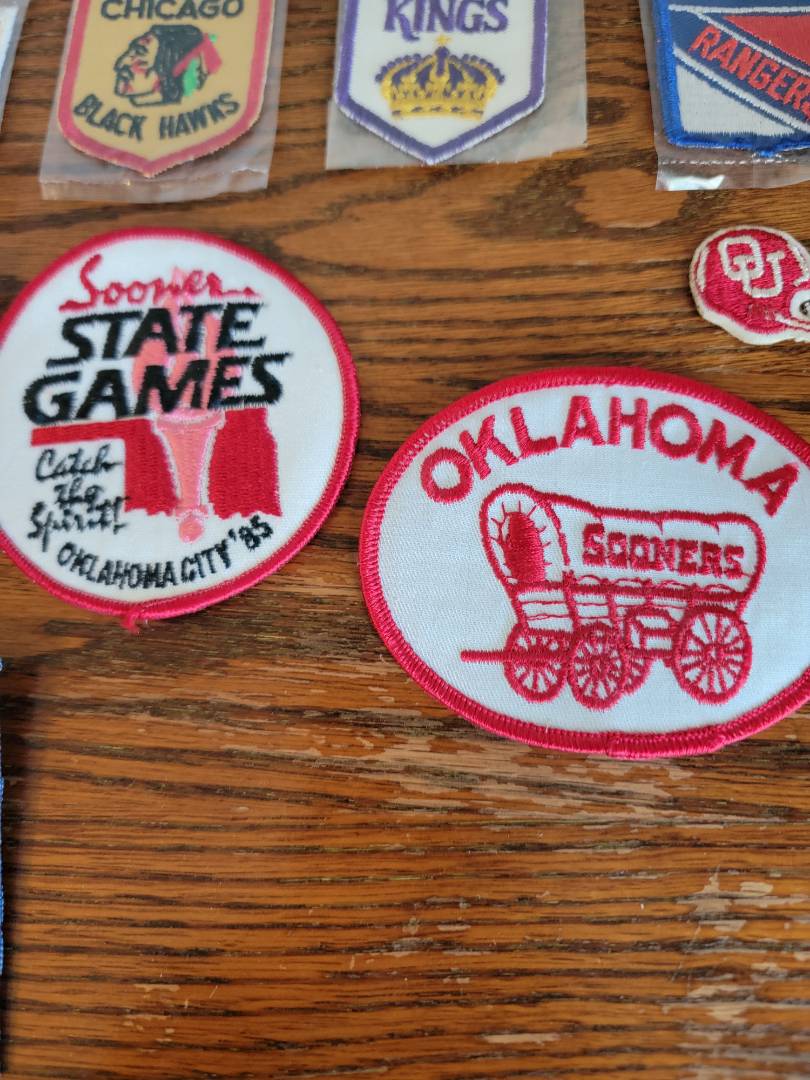 CHICAGO
BLACK HAWKS
KINGS
RANGERS
OU
Sooner
STATE
GAMES
Catch
the
Spirit!
OKLAHOMA CITY '85
OKLAHOMA
SOONERS